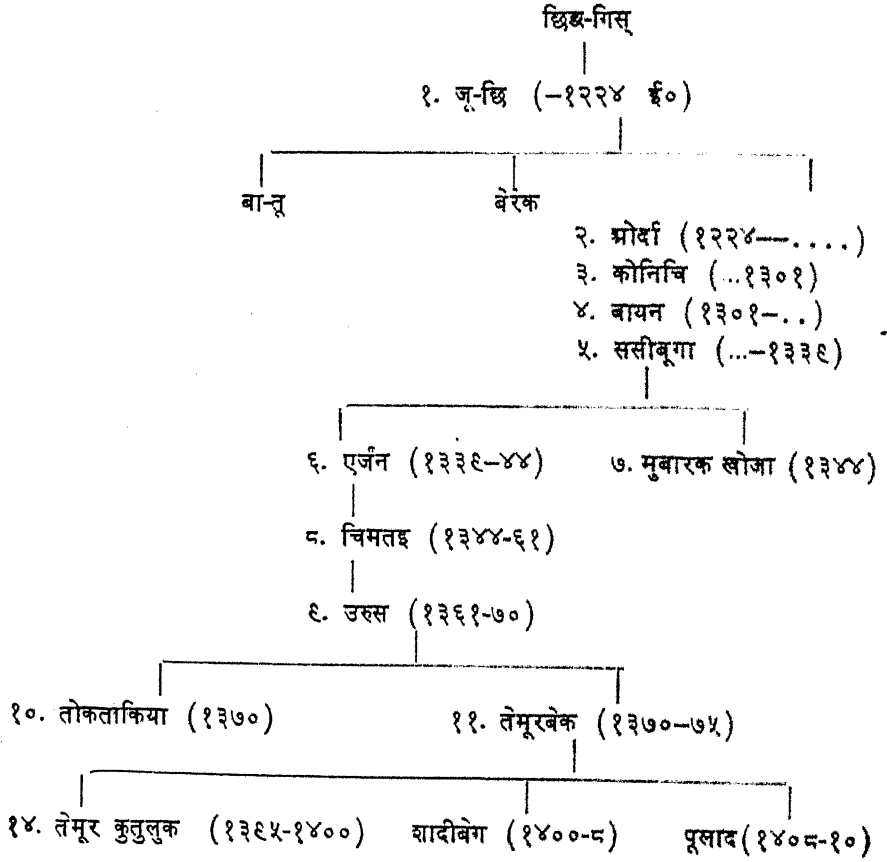 छिङ-गिस्
१. जू-छि (-१२२४ ई०)
बा-तू बेरेक
२. ओर्दा (१२२४—....)
३. कोनिचि (...१३०१)
४. बायन (१३०१-..)
५. ससीबूगा (...-१३३९)
६. एर्जन (१३३९-४४) ७. मुबारक खोजा (१३४४)
८. चिमतइ (१३४४-६१)
९. उरुस (१३६१-७०)
१०. तोकताकिया (१३७०) ११. तेमूरबेक (१३७०-७५)
१४. तेमूर कुतुलुक (१३९५-१४००) शादीबेग (१४००-८) पूलाद (१४०८-१०)